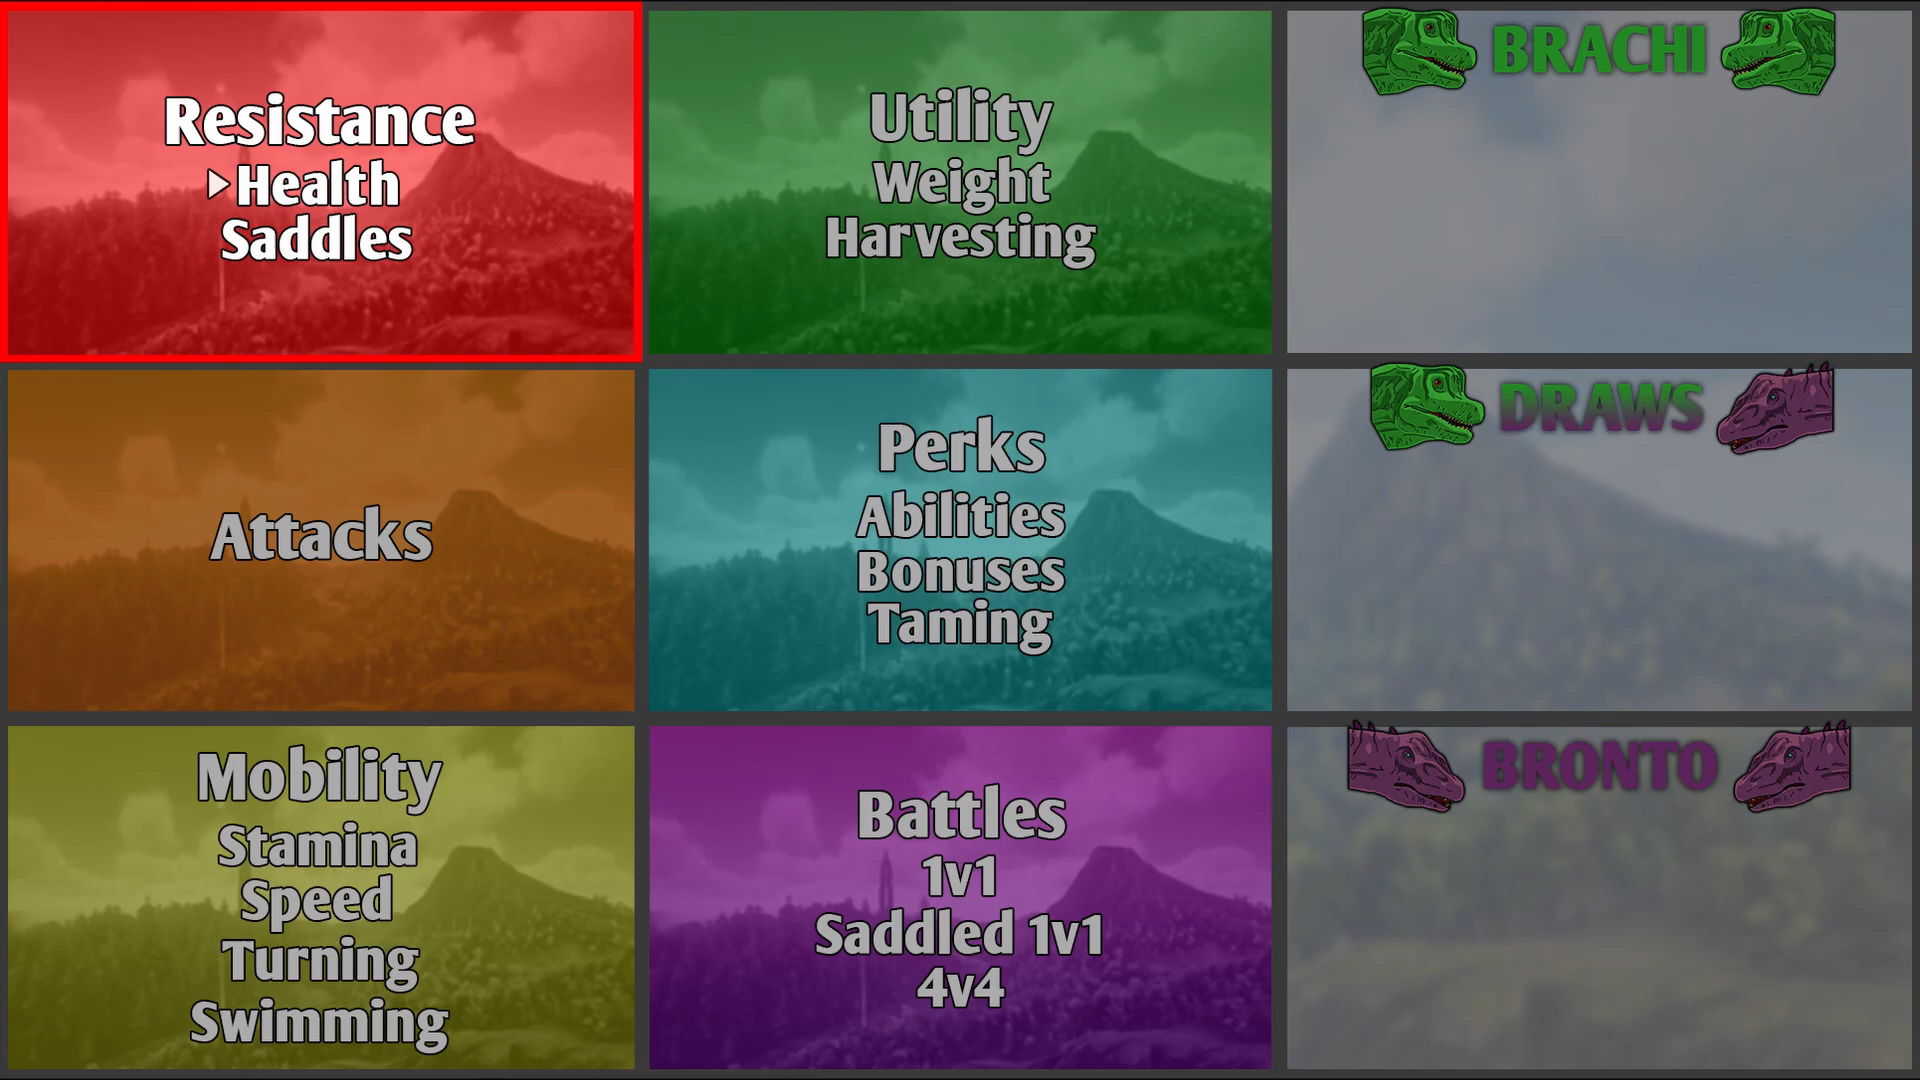 Resistance
Health
Saddles
Utility
Weight
Harvesting
BRACHI
Attacks
Perks
Abilities
Bonuses
Taming
DRAWS
Mobility
Stamina
Speed
Turning
Swimming
Battles
1v1
Saddled 1v1
4v4
BRONTO